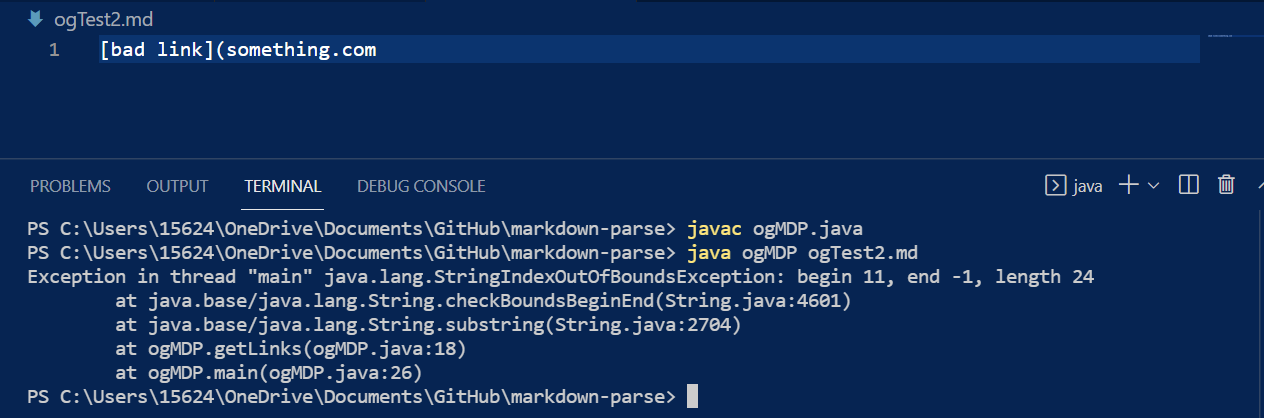 ogTest2.md
1 [bad link](something.com
PROBLEMS OUTPUT TERMINAL DEBUG CONSOLE java
PS C:\Users\15624\OneDrive\Documents\GitHub\markdown-parse> javac ogMDP.java
PS C:\Users\15624\OneDrive\Documents\GitHub\markdown-parse> java ogMDP ogTest2.md
Exception in thread "main" java.lang.StringIndexOutOfBoundsException: begin 11, end -1, length 24
        at java.base/java.lang.String.checkBoundsBeginEnd(String.java:4601)
        at java.base/java.lang.String.substring(String.java:2704)
        at ogMDP.getLinks(ogMDP.java:18)
        at ogMDP.main(ogMDP.java:26)
PS C:\Users\15624\OneDrive\Documents\GitHub\markdown-parse>